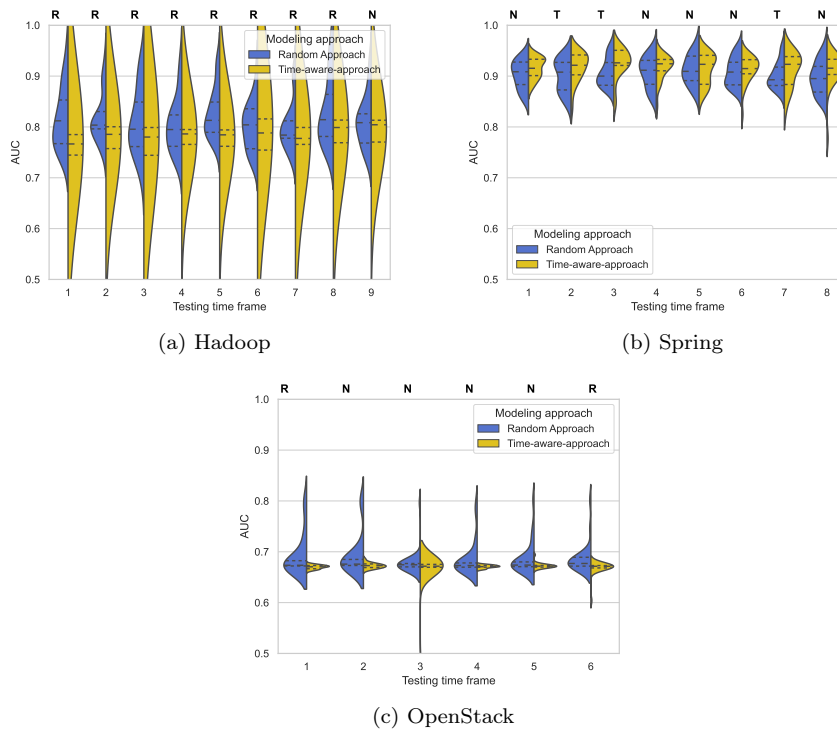 R R R R R R R R N
1.0
0.9
0.8
0.7
0.6
0.5
AUC
Modeling approach
Random Approach
Time-aware-approach
1 2 3 4 5 6 7 8 9
Testing time frame
(a) Hadoop
N T T N N N T N
1.0
0.9
0.8
0.7
0.6
0.5
AUC
Modeling approach
Random Approach
Time-aware-approach
1 2 3 4 5 6 7 8
Testing time frame
(b) Spring
R N N N N R
1.0
0.9
0.8
0.7
0.6
0.5
AUC
Modeling approach
Random Approach
Time-aware-approach
1 2 3 4 5 6
Testing time frame
(c) OpenStack